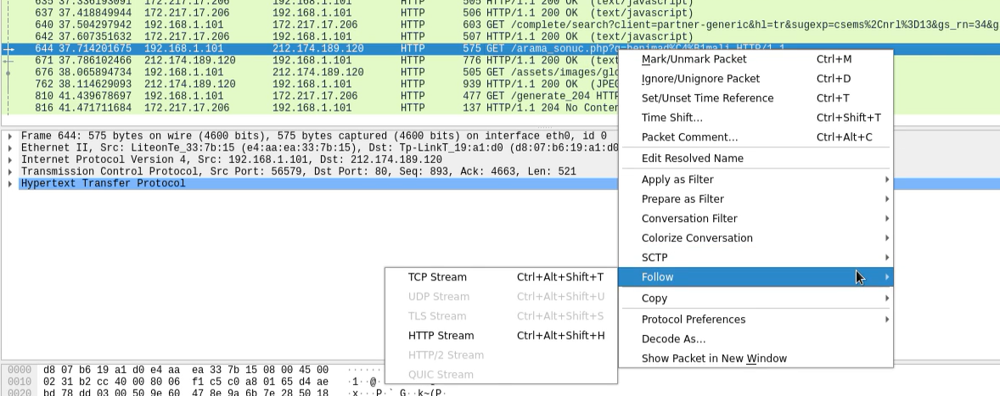 635 37.336193091 172.217.17.206 192.168.1.101 HTTP 505 HTTP/1.1 200 OK (text/javascript)
637 37.418849944 172.217.17.206 192.168.1.101 HTTP 506 HTTP/1.1 200 OK (text/javascript)
640 37.504297942 192.168.1.101 172.217.17.206 HTTP 603 GET /complete/search?client=partner-generic&hl=tr&sugexp=csems%2Cnrl%3D13&gs_rn=34&g
642 37.607351632 172.217.17.206 192.168.1.101 HTTP 507 HTTP/1.1 200 OK (text/javascript)
644 37.714201675 192.168.1.101 212.174.189.120 HTTP 575 GET /arama_sonuc.php?q=benimad%C4%B1mali HTTP/1.1
671 37.786102466 212.174.189.120 192.168.1.101 HTTP 776 HTTP/1.1 200 OK (text
676 38.065894734 192.168.1.101 212.174.189.120 HTTP 505 GET /assets/images/glo
762 38.114629093 212.174.189.120 192.168.1.101 HTTP 939 HTTP/1.1 200 OK (JPEG
810 41.439678697 192.168.1.101 172.217.17.206 HTTP 477 GET /generate_204 HTTP
816 41.471711684 172.217.17.206 192.168.1.101 HTTP 137 HTTP/1.1 204 No Conten
Mark/Unmark Packet Ctrl+M
Ignore/Unignore Packet Ctrl+D
Set/Unset Time Reference Ctrl+T
Time Shift... Ctrl+Shift+T
Packet Comment... Ctrl+Alt+C
Edit Resolved Name
Apply as Filter
Prepare as Filter
Conversation Filter
Colorize Conversation
SCTP
Follow
Copy
Protocol Preferences
Decode As...
Show Packet in New Window
Frame 644: 575 bytes on wire (4600 bits), 575 bytes captured (4600 bits) on interface eth0, id 0
Ethernet II, Src: LiteonTe_33:7b:15 (e4:aa:ea:33:7b:15), Dst: Tp-LinkT_19:a1:d0 (d8:07:b6:19:a1:d0
Internet Protocol Version 4, Src: 192.168.1.101, Dst: 212.174.189.120
Transmission Control Protocol, Src Port: 56579, Dst Port: 80, Seq: 893, Ack: 4663, Len: 521
Hypertext Transfer Protocol
TCP Stream Ctrl+Alt+Shift+T
UDP Stream Ctrl+Alt+Shift+U
TLS Stream Ctrl+Alt+Shift+S
HTTP Stream Ctrl+Alt+Shift+H
HTTP/2 Stream
QUIC Stream
0000 d8 07 b6 19 a1 d0 e4 aa ea 33 7b 15 08 00 45 00 ······
0010 02 31 b2 cc 40 00 80 06 f1 c5 c0 a8 01 65 d4 ae ·1··@·
0020 bd 78 dd 03 00 50 9e 60 47 8e 9a 6b 7e 28 50 18 ·x···P·` G··k~(P·